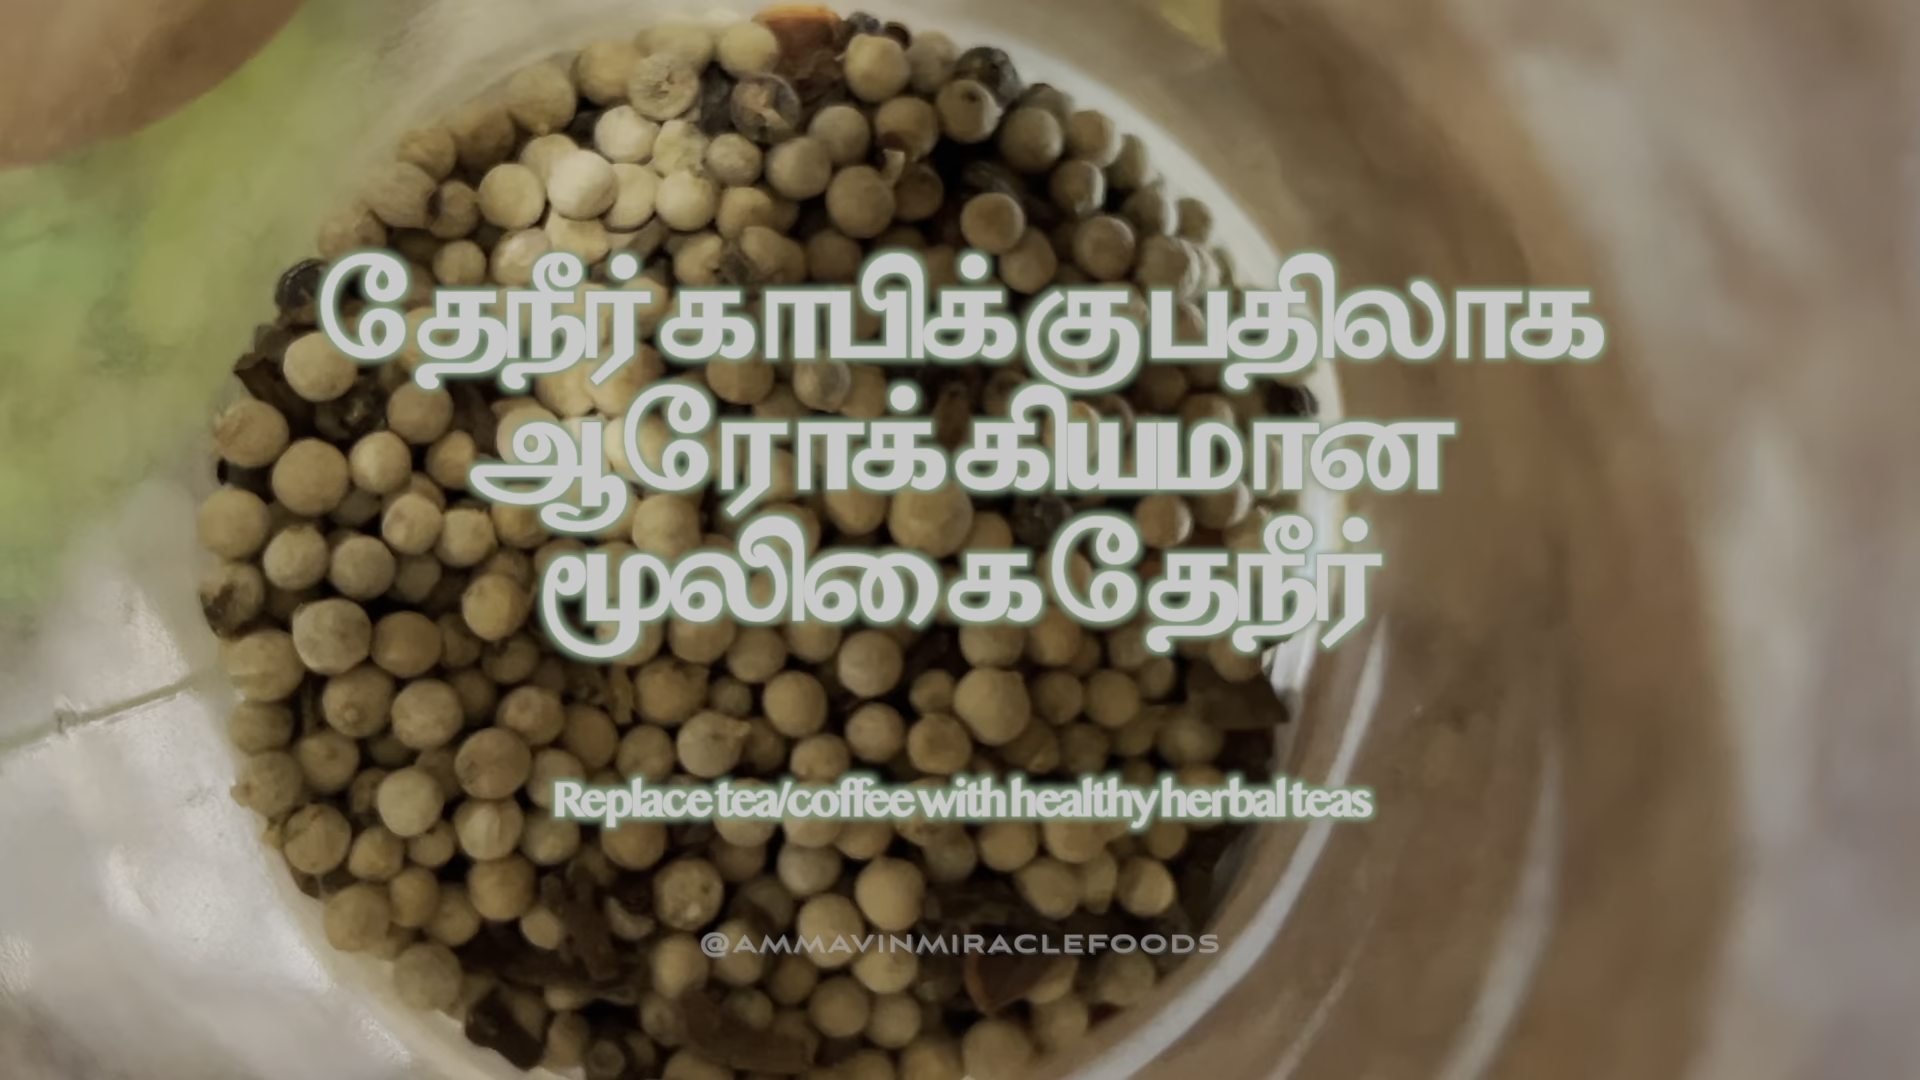 தேநீர் காபிக்கு பதிலாக
ஆரோக்கியமான
மூலிகை தேநீர்
Replace tea/coffee with healthy herbal teas
@AMMAVINMIRACLEFOODS